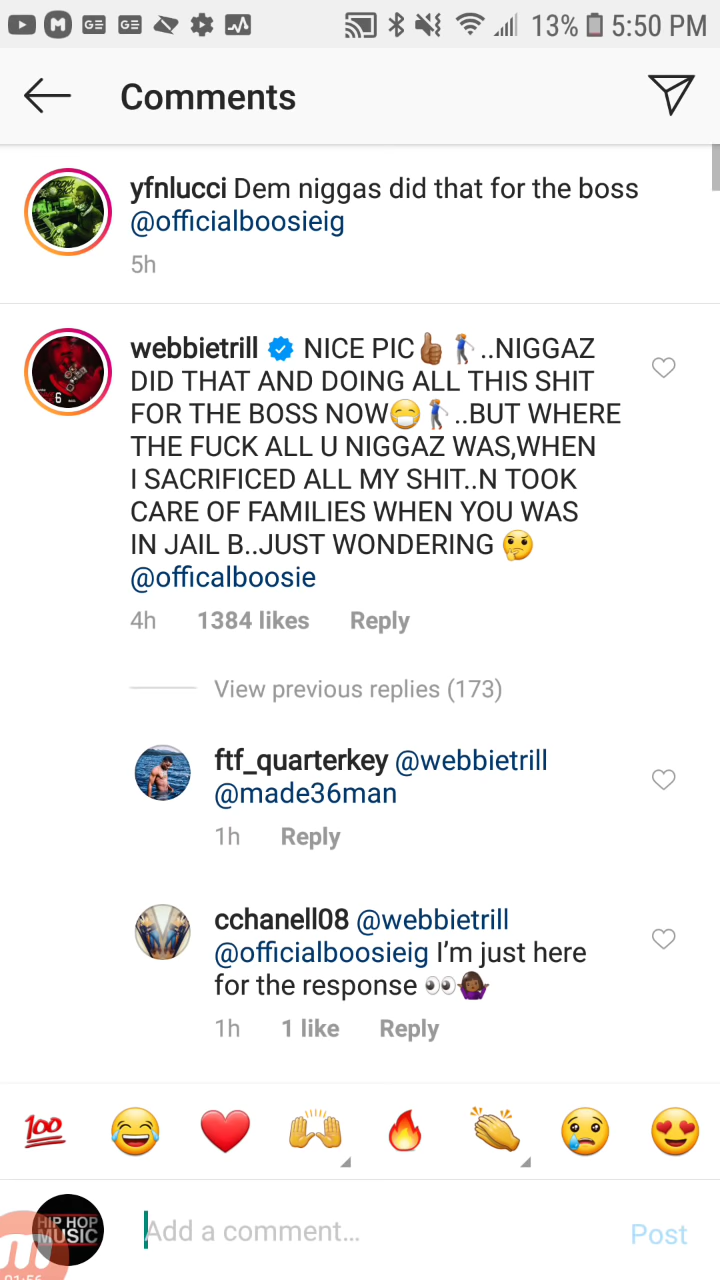 13% 5:50 PM
Comments
yfnlucci Dem niggas did that for the boss
@officialboosieig
5h
webbietrill NICE PIC👍🏾🏌..NIGGAZ
DID THAT AND DOING ALL THIS SHIT
FOR THE BOSS NOW😷🏌..BUT WHERE
THE FUCK ALL U NIGGAZ WAS,WHEN
I SACRIFICED ALL MY SHIT..N TOOK
CARE OF FAMILIES WHEN YOU WAS
IN JAIL B..JUST WONDERING 🤔
@officalboosie
4h 1384 likes Reply
View previous replies (173)
ftf_quarterkey @webbietrill
@made36man
1h Reply
cchanell08 @webbietrill
@officialboosieig I’m just here
for the response 👀🤷🏾‍♀️
1h 1 like Reply
💯 😂 ❤️ 🙌 🔥 👏 😢 😍
HIP HOP
MUSIC
Add a comment...
Post
01:56